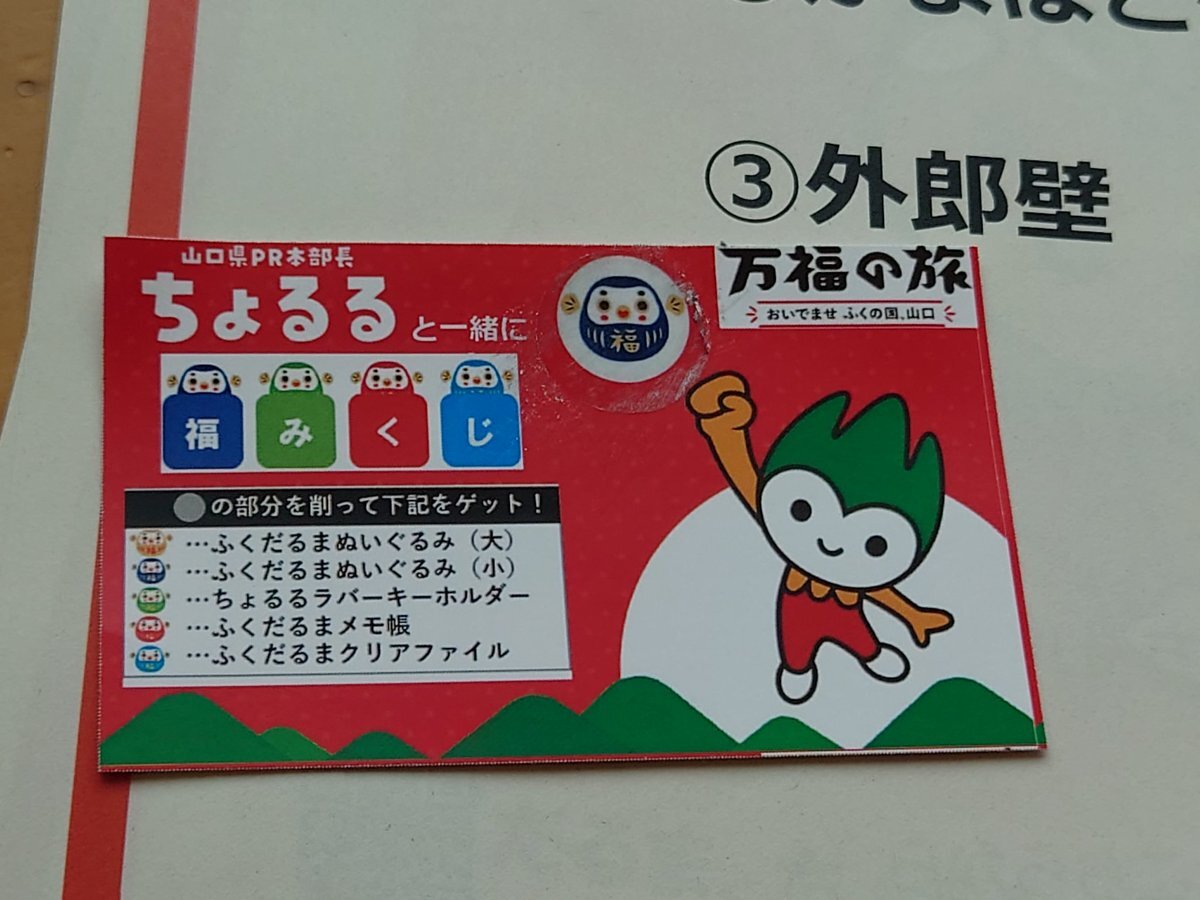 ③外郎壁
山口県PR本部長
ちょるると一緒に
福みくじ
福
万福の旅
おいでませ ふくの国、山口
の部分を削って下記をゲット！
…ふくだるまぬいぐるみ（大）
…ふくだるまぬいぐるみ（小）
…ちょるるラバーキーホルダー
…ふくだるまメモ帳
…ふくだるまクリアファイル